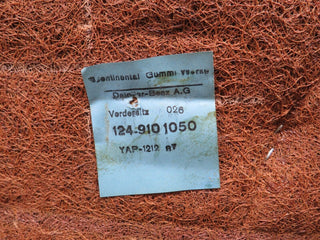 Continental Gummi Werke
Daimler-Benz A.G
Vordersitz 026
124.910 1050
YAP-1212